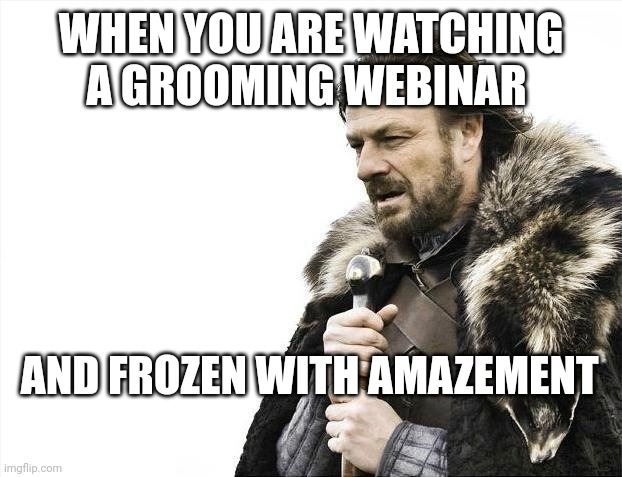 WHEN YOU ARE WATCHING
A GROOMING WEBINAR
AND FROZEN WITH AMAZEMENT
imgflip.com